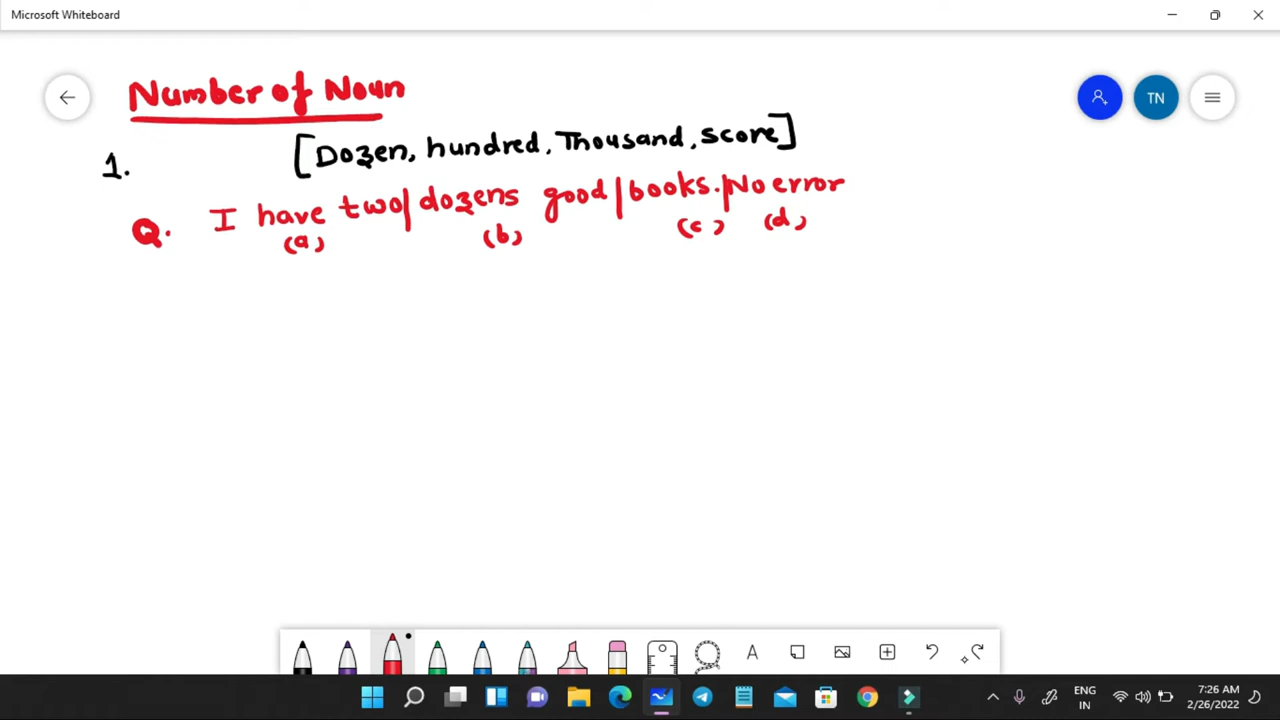 Microsoft Whiteboard
Number of Noun
TN
1. [Dozen, hundred, Thousand, score]
Q. I have two/ dozens good/ books./No error
(a) (b) (c) (d)
A
ENG
IN
7:26 AM
2/26/2022